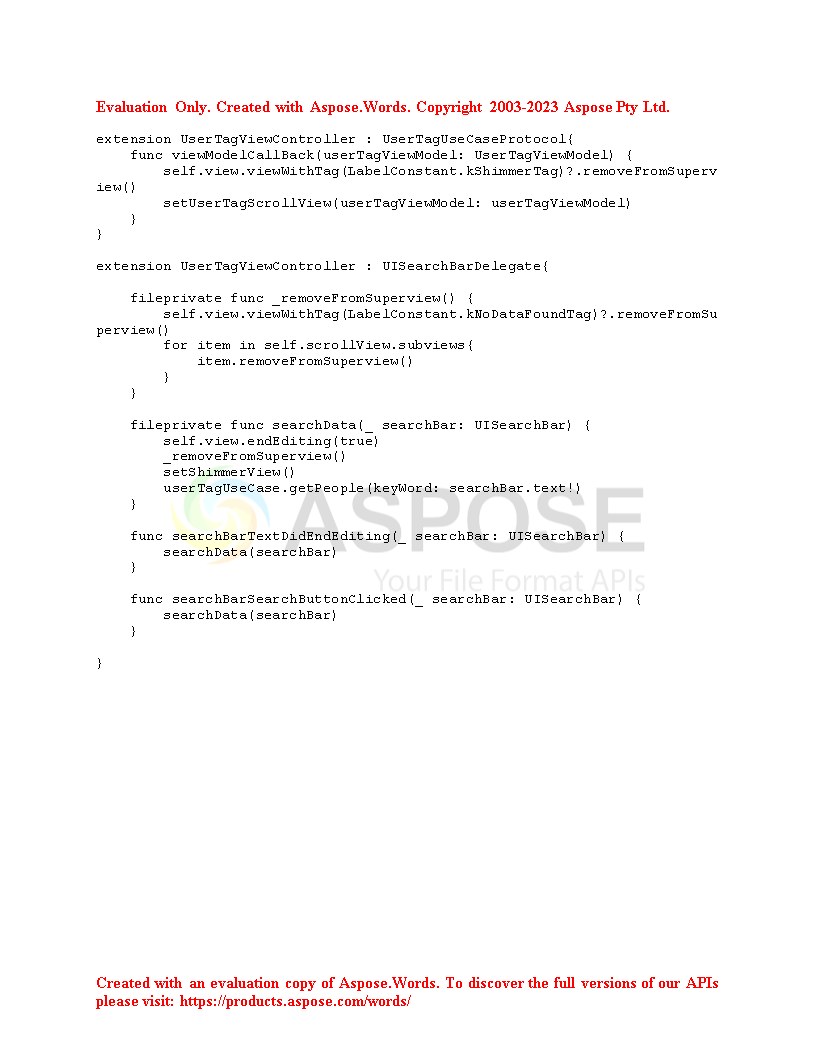 Evaluation Only. Created with Aspose.Words. Copyright 2003-2023 Aspose Pty Ltd.
extension UserTagViewController : UserTagUseCaseProtocol{
    func viewModelCallBack(userTagViewModel: UserTagViewModel) {
        self.view.viewWithTag(LabelConstant.kShimmerTag)?.removeFromSuperv
iew()
        setUserTagScrollView(userTagViewModel: userTagViewModel)
    }
}
extension UserTagViewController : UISearchBarDelegate{
    fileprivate func _removeFromSuperview() {
        self.view.viewWithTag(LabelConstant.kNoDataFoundTag)?.removeFromSu
perview()
        for item in self.scrollView.subviews{
            item.removeFromSuperview()
        }
    }
    fileprivate func searchData(_ searchBar: UISearchBar) {
        self.view.endEditing(true)
        _removeFromSuperview()
        setShimmerView()
        userTagUseCase.getPeople(keyWord: searchBar.text!)
    }
ASPOSE
    func searchBarTextDidEndEditing(_ searchBar: UISearchBar) {
        searchData(searchBar)
    }
Your File Format APIs
    func searchBarSearchButtonClicked(_ searchBar: UISearchBar) {
        searchData(searchBar)
    }
}
Created with an evaluation copy of Aspose.Words. To discover the full versions of our APIs
please visit: https://products.aspose.com/words/